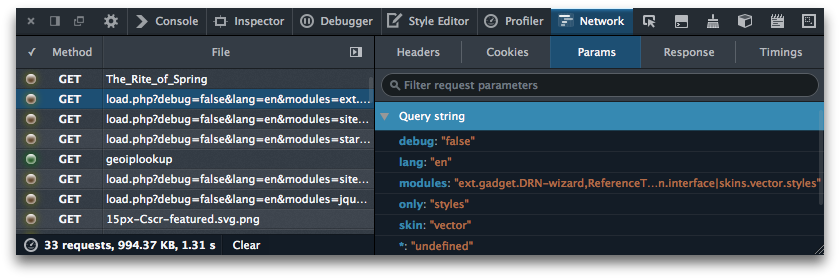 Console Inspector Debugger Style Editor Profiler Network
✓ Method File
Headers Cookies Params Response Timings
GET The_Rite_of_Spring
GET load.php?debug=false&lang=en&modules=ext....
GET load.php?debug=false&lang=en&modules=site...
GET load.php?debug=false&lang=en&modules=star...
GET geoiplookup
GET load.php?debug=false&lang=en&modules=site...
GET load.php?debug=false&lang=en&modules=jqu...
GET 15px-Cscr-featured.svg.png
33 requests, 994.37 KB, 1.31 s Clear
Filter request parameters
Query string
debug: "false"
lang: "en"
modules: "ext.gadget.DRN-wizard,ReferenceT...n.interface|skins.vector.styles"
only: "styles"
skin: "vector"
*: "undefined"